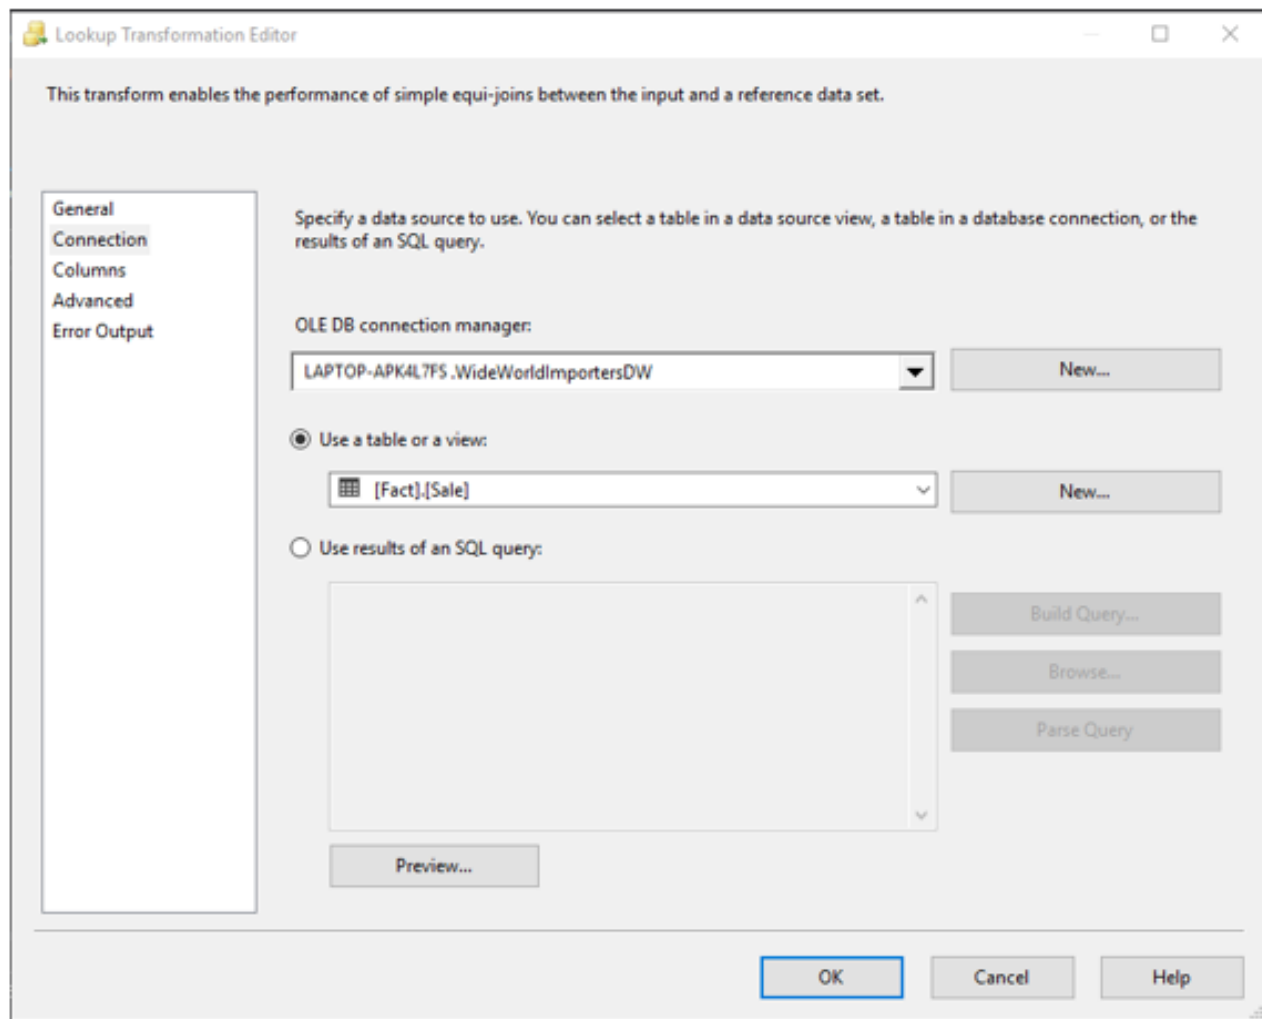 Lookup Transformation Editor
This transform enables the performance of simple equi-joins between the input and a reference data set.
General
Connection
Columns
Advanced
Error Output
Specify a data source to use. You can select a table in a data source view, a table in a database connection, or the
results of an SQL query.
OLE DB connection manager:
LAPTOP-APK4L7FS .WideWorldImportersDW
New...
Use a table or a view:
[Fact].[Sale]
New...
Use results of an SQL query:
Build Query...
Browse...
Parse Query
Preview...
OK
Cancel
Help